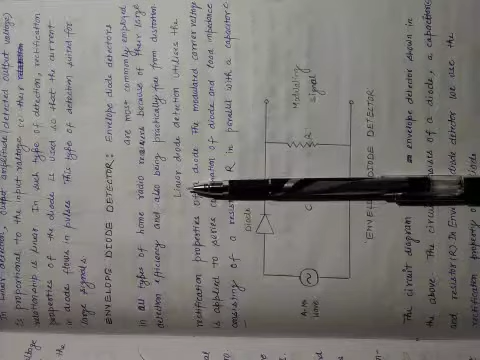 In linear detection, output amplitude (detected output voltage)
is proportional to the input voltage i.e. their
relationship is linear. In such type of detection, rectification
properties of the diode is used so that the current
in diode flows in pulses. This type of detection suited for
large signals.
ENVELOPE DIODE DETECTOR: Envelope diode detectors
are most commonly employed
in all types of home radio because of their large
detection efficiency and also being practically free from distortion
Linear diode detection utilises the
rectification properties of diode. The modulated carrier voltage
is applied to series of diode and load impedance
consisting of a R in parallel with a capacitor C
Modulating
signal
R
C
Diode
A.M
wave
ENVELOPE DIODE DETECTOR
The circuit diagram envelope detector shown in
the above. The circuit of a diode, a capacitor
and resistor (R) In diode detector we use the
rectification property diode